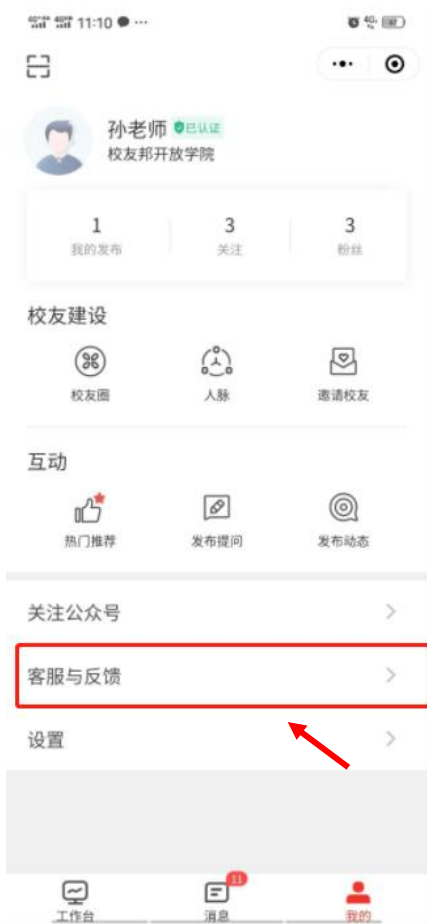 11:10
孙老师 已认证
校友邦开放学院
1 3 3
我的发布 关注 粉丝
校友建设
校友圈 人脉 邀请校友
互动
热门推荐 发布提问 发布动态
关注公众号
客服与反馈
设置
11
工作台 消息 我的